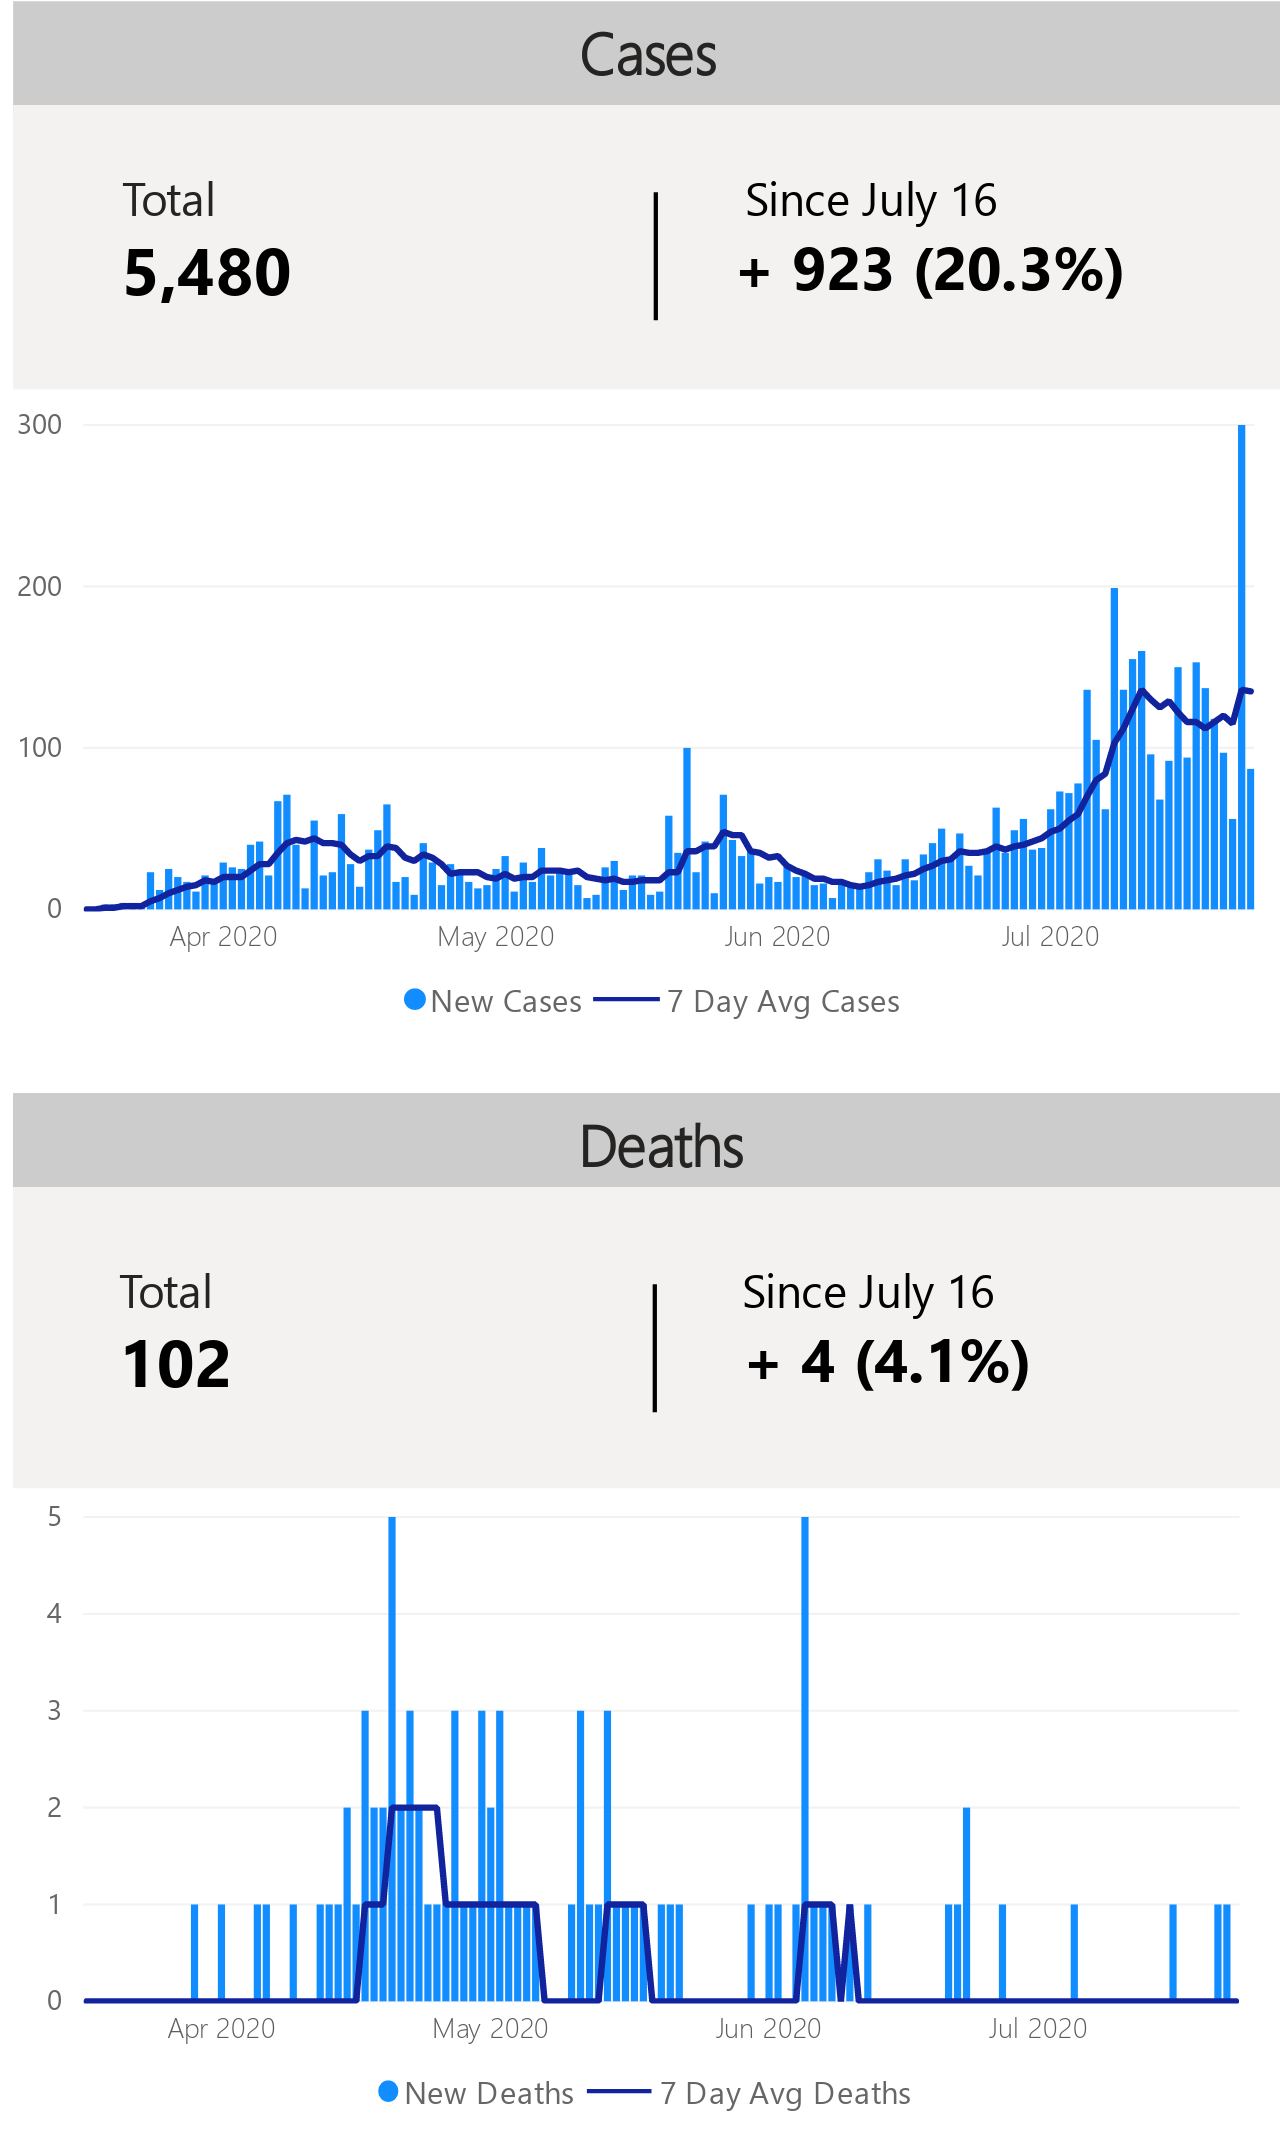 Cases
Total
Since July 16
5,480
+ 923 (20.3%)
300
200
100
0
Apr 2020
May 2020
Jun 2020
Jul 2020
New Cases
7 Day Avg Cases
Deaths
Total
Since July 16
102
+ 4 (4.1%)
5
4
3
2
1
0
Apr 2020
May 2020
Jun 2020
Jul 2020
New Deaths
7 Day Avg Deaths